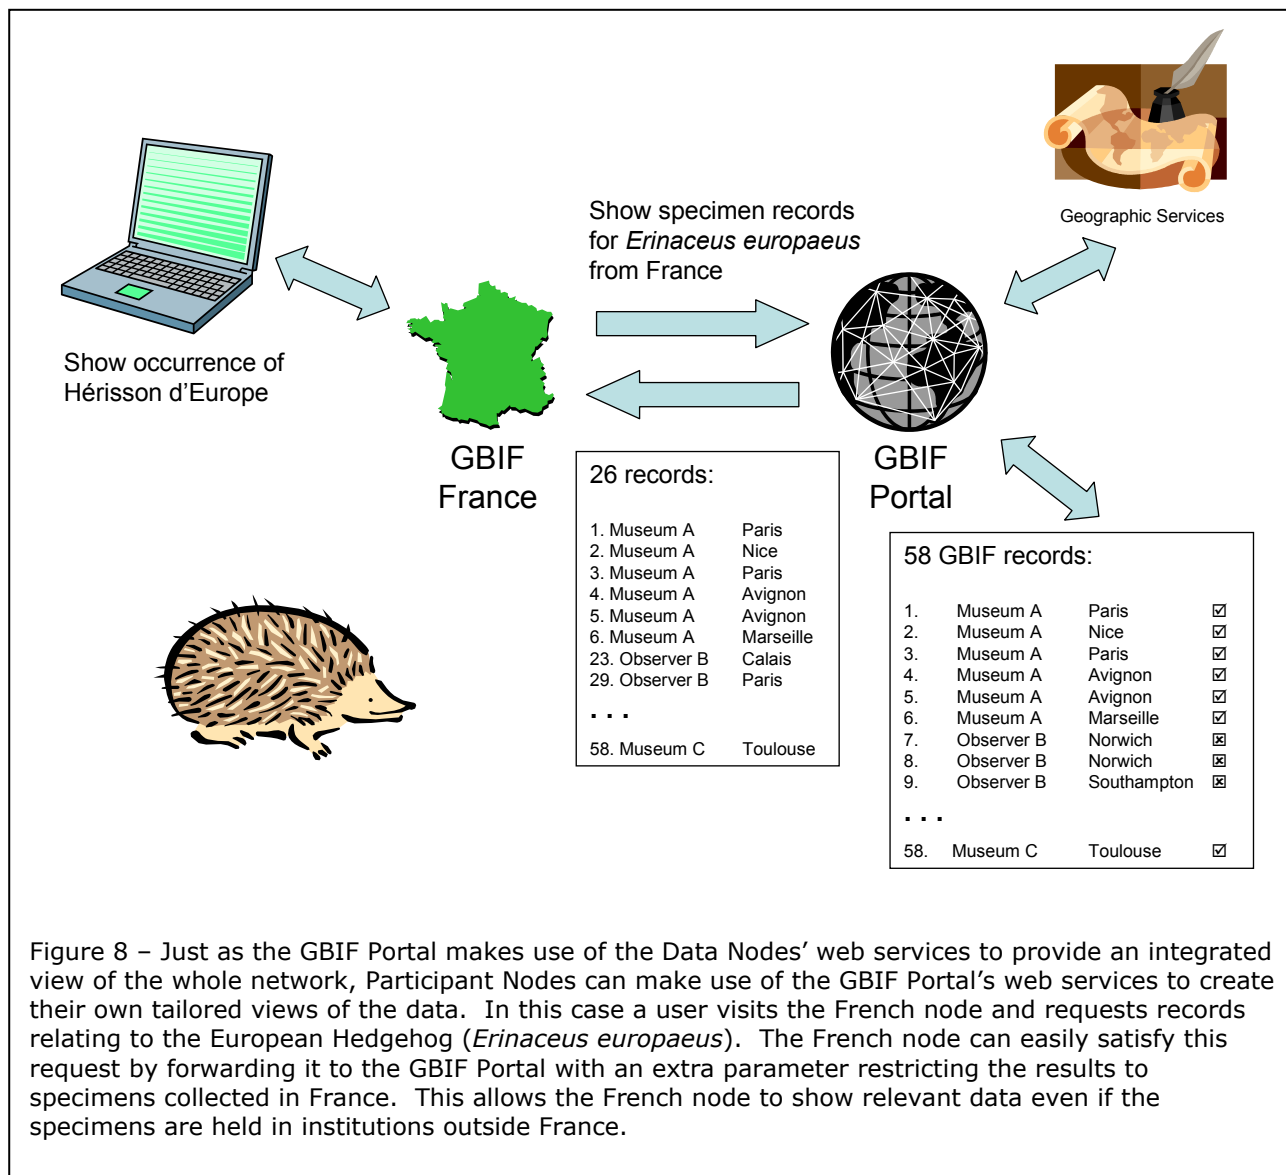 Geographic Services
Show specimen records
for Erinaceus europaeus
from France
Show occurrence of
Hérisson d’Europe
GBIF
France
GBIF
Portal
26 records:
1. Museum A Paris
2. Museum A Nice
3. Museum A Paris
4. Museum A Avignon
5. Museum A Avignon
6. Museum A Marseille
23. Observer B Calais
29. Observer B Paris
. . .
58. Museum C Toulouse
58 GBIF records:
1. Museum A Paris ☑
2. Museum A Nice ☑
3. Museum A Paris ☑
4. Museum A Avignon ☑
5. Museum A Avignon ☑
6. Museum A Marseille ☑
7. Observer B Norwich ☒
8. Observer B Norwich ☒
9. Observer B Southampton ☒
. . .
58. Museum C Toulouse ☑
Figure 8 – Just as the GBIF Portal makes use of the Data Nodes’ web services to provide an integrated
view of the whole network, Participant Nodes can make use of the GBIF Portal’s web services to create
their own tailored views of the data.  In this case a user visits the French node and requests records
relating to the European Hedgehog (Erinaceus europaeus).  The French node can easily satisfy this
request by forwarding it to the GBIF Portal with an extra parameter restricting the results to
specimens collected in France.  This allows the French node to show relevant data even if the
specimens are held in institutions outside France.